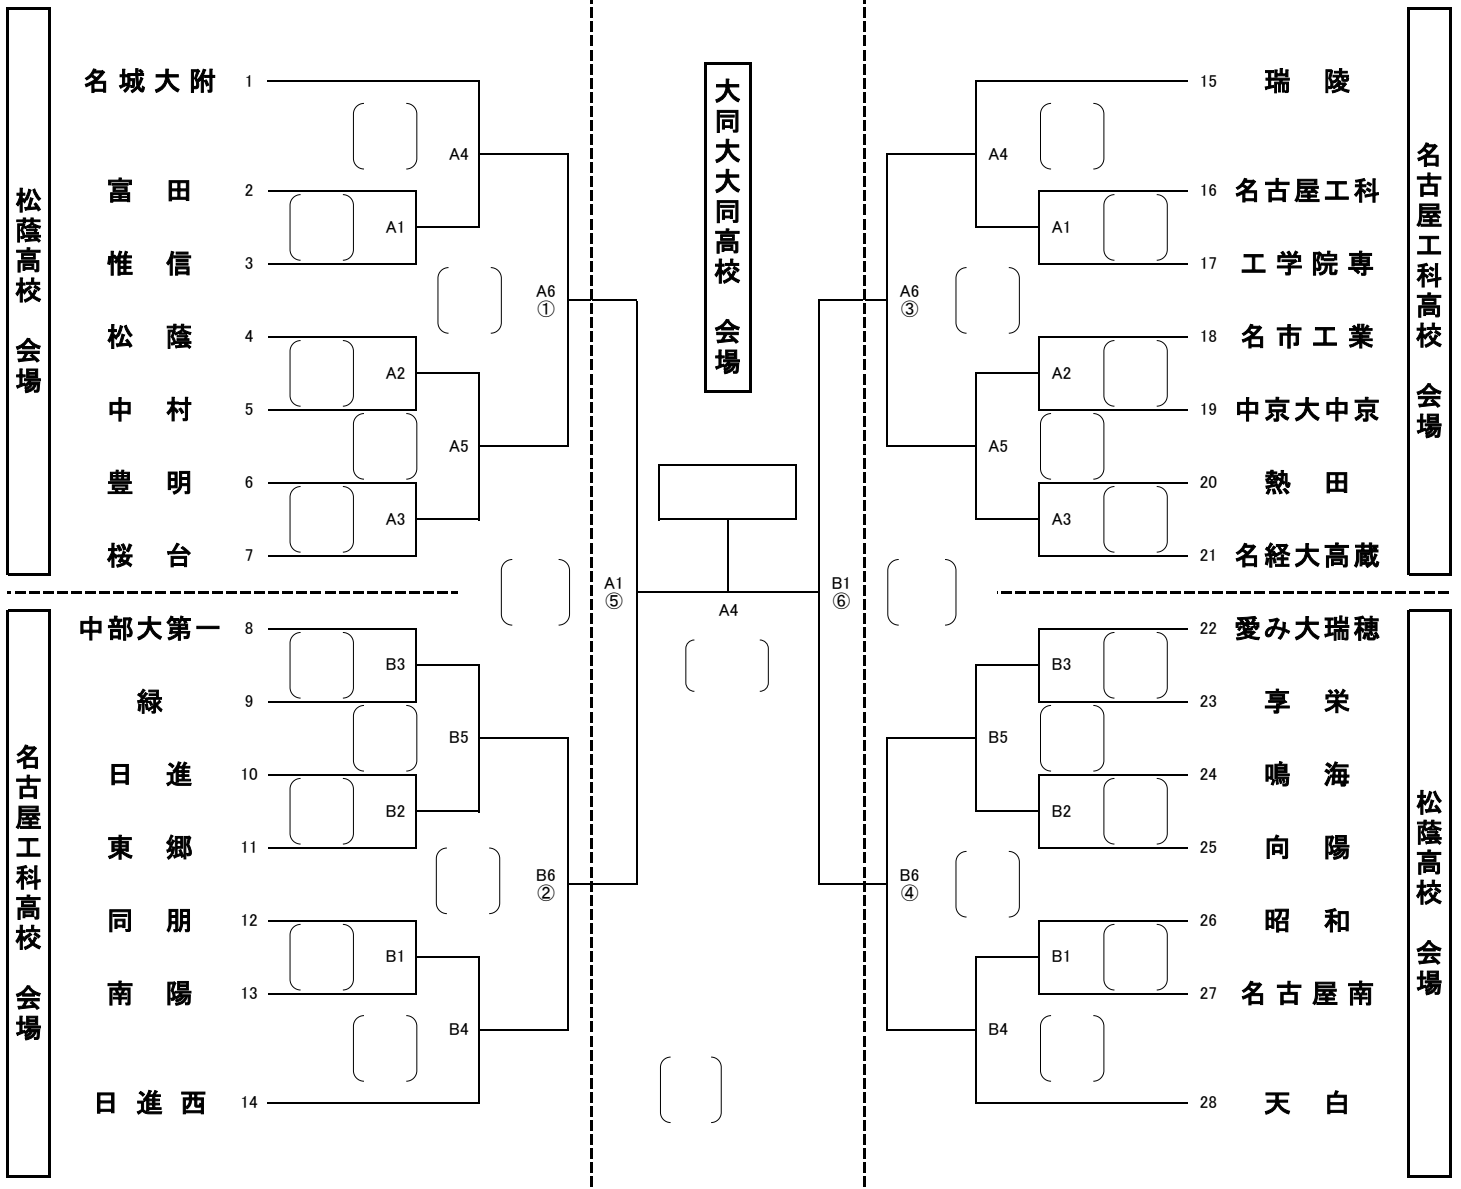 松蔭高校 会場
名古屋工科高校 会場
大同大大同高校 会場
名古屋工科高校 会場
松蔭高校 会場
名城大附 1
富田 2
惟信 3
松蔭 4
中村 5
豊明 6
桜台 7
中部大第一 8
緑 9
日進 10
東郷 11
同朋 12
南陽 13
日進西 14
A4
A1
A6
①
A2
A5
A3
A1
⑤
B3
B5
B2
B6
②
B1
B4
A4
15 瑞陵
16 名古屋工科
17 工学院専
18 名市工業
19 中京大中京
20 熱田
21 名経大高蔵
22 愛み大瑞穂
23 享栄
24 鳴海
25 向陽
26 昭和
27 名古屋南
28 天白
A4
A1
A6
③
A2
A5
A3
B1
⑥
B3
B5
B2
B6
④
B1
B4